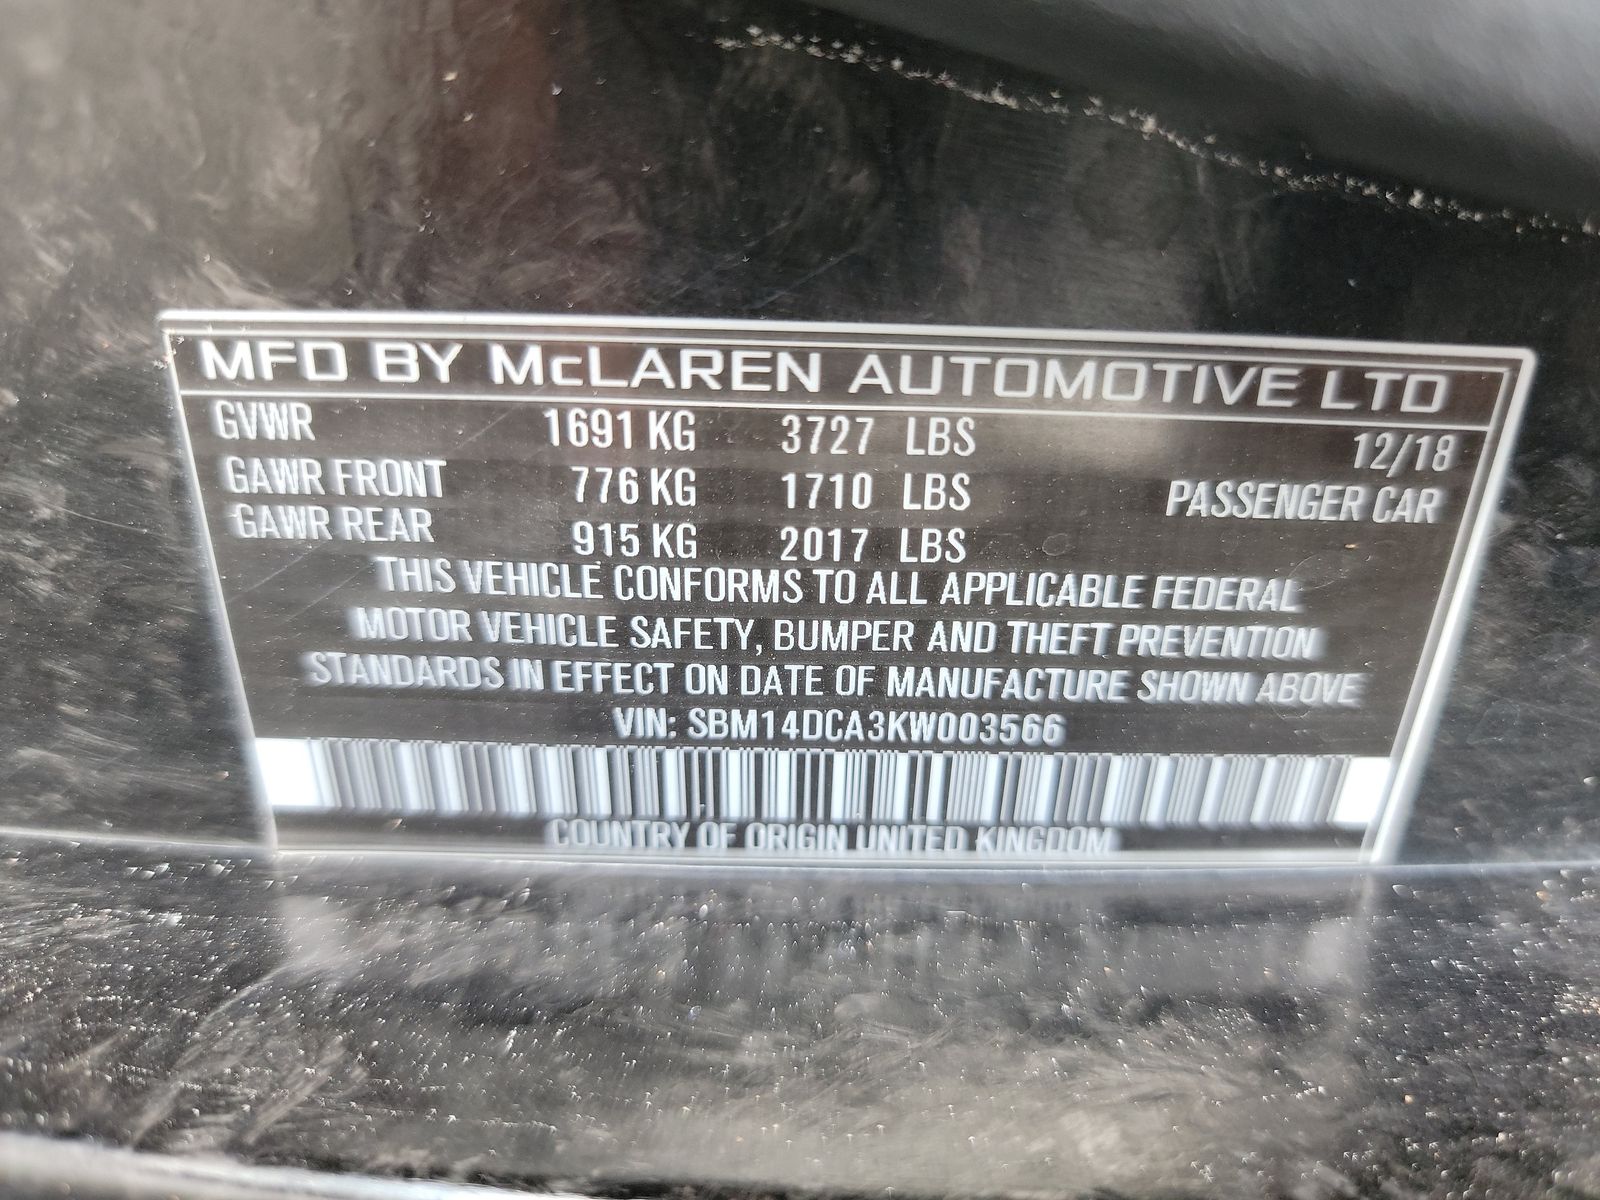 MFD BY McLAREN AUTOMOTIVE LTD
GVWR 1691 KG 3727 LBS 12/18
GAWR FRONT 776 KG 1710 LBS PASSENGER CAR
GAWR REAR 915 KG 2017 LBS
THIS VEHICLE CONFORMS TO ALL APPLICABLE FEDERAL
MOTOR VEHICLE SAFETY, BUMPER AND THEFT PREVENTION
STANDARDS IN EFFECT ON DATE OF MANUFACTURE SHOWN ABOVE
VIN: SBM14DCA3KW003566
COUNTRY OF ORIGIN UNITED KINGDOM